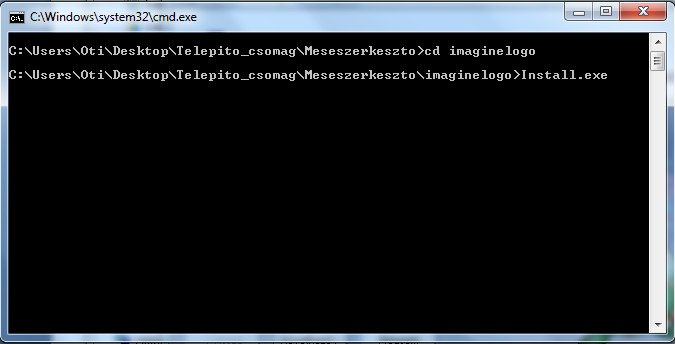 C:\Windows\system32\cmd.exe
C:\Users\Oti\Desktop\Telepito_csomag\Meseszerkeszto>cd imaginelogo
C:\Users\Oti\Desktop\Telepito_csomag\Meseszerkeszto\imaginelogo>Install.exe